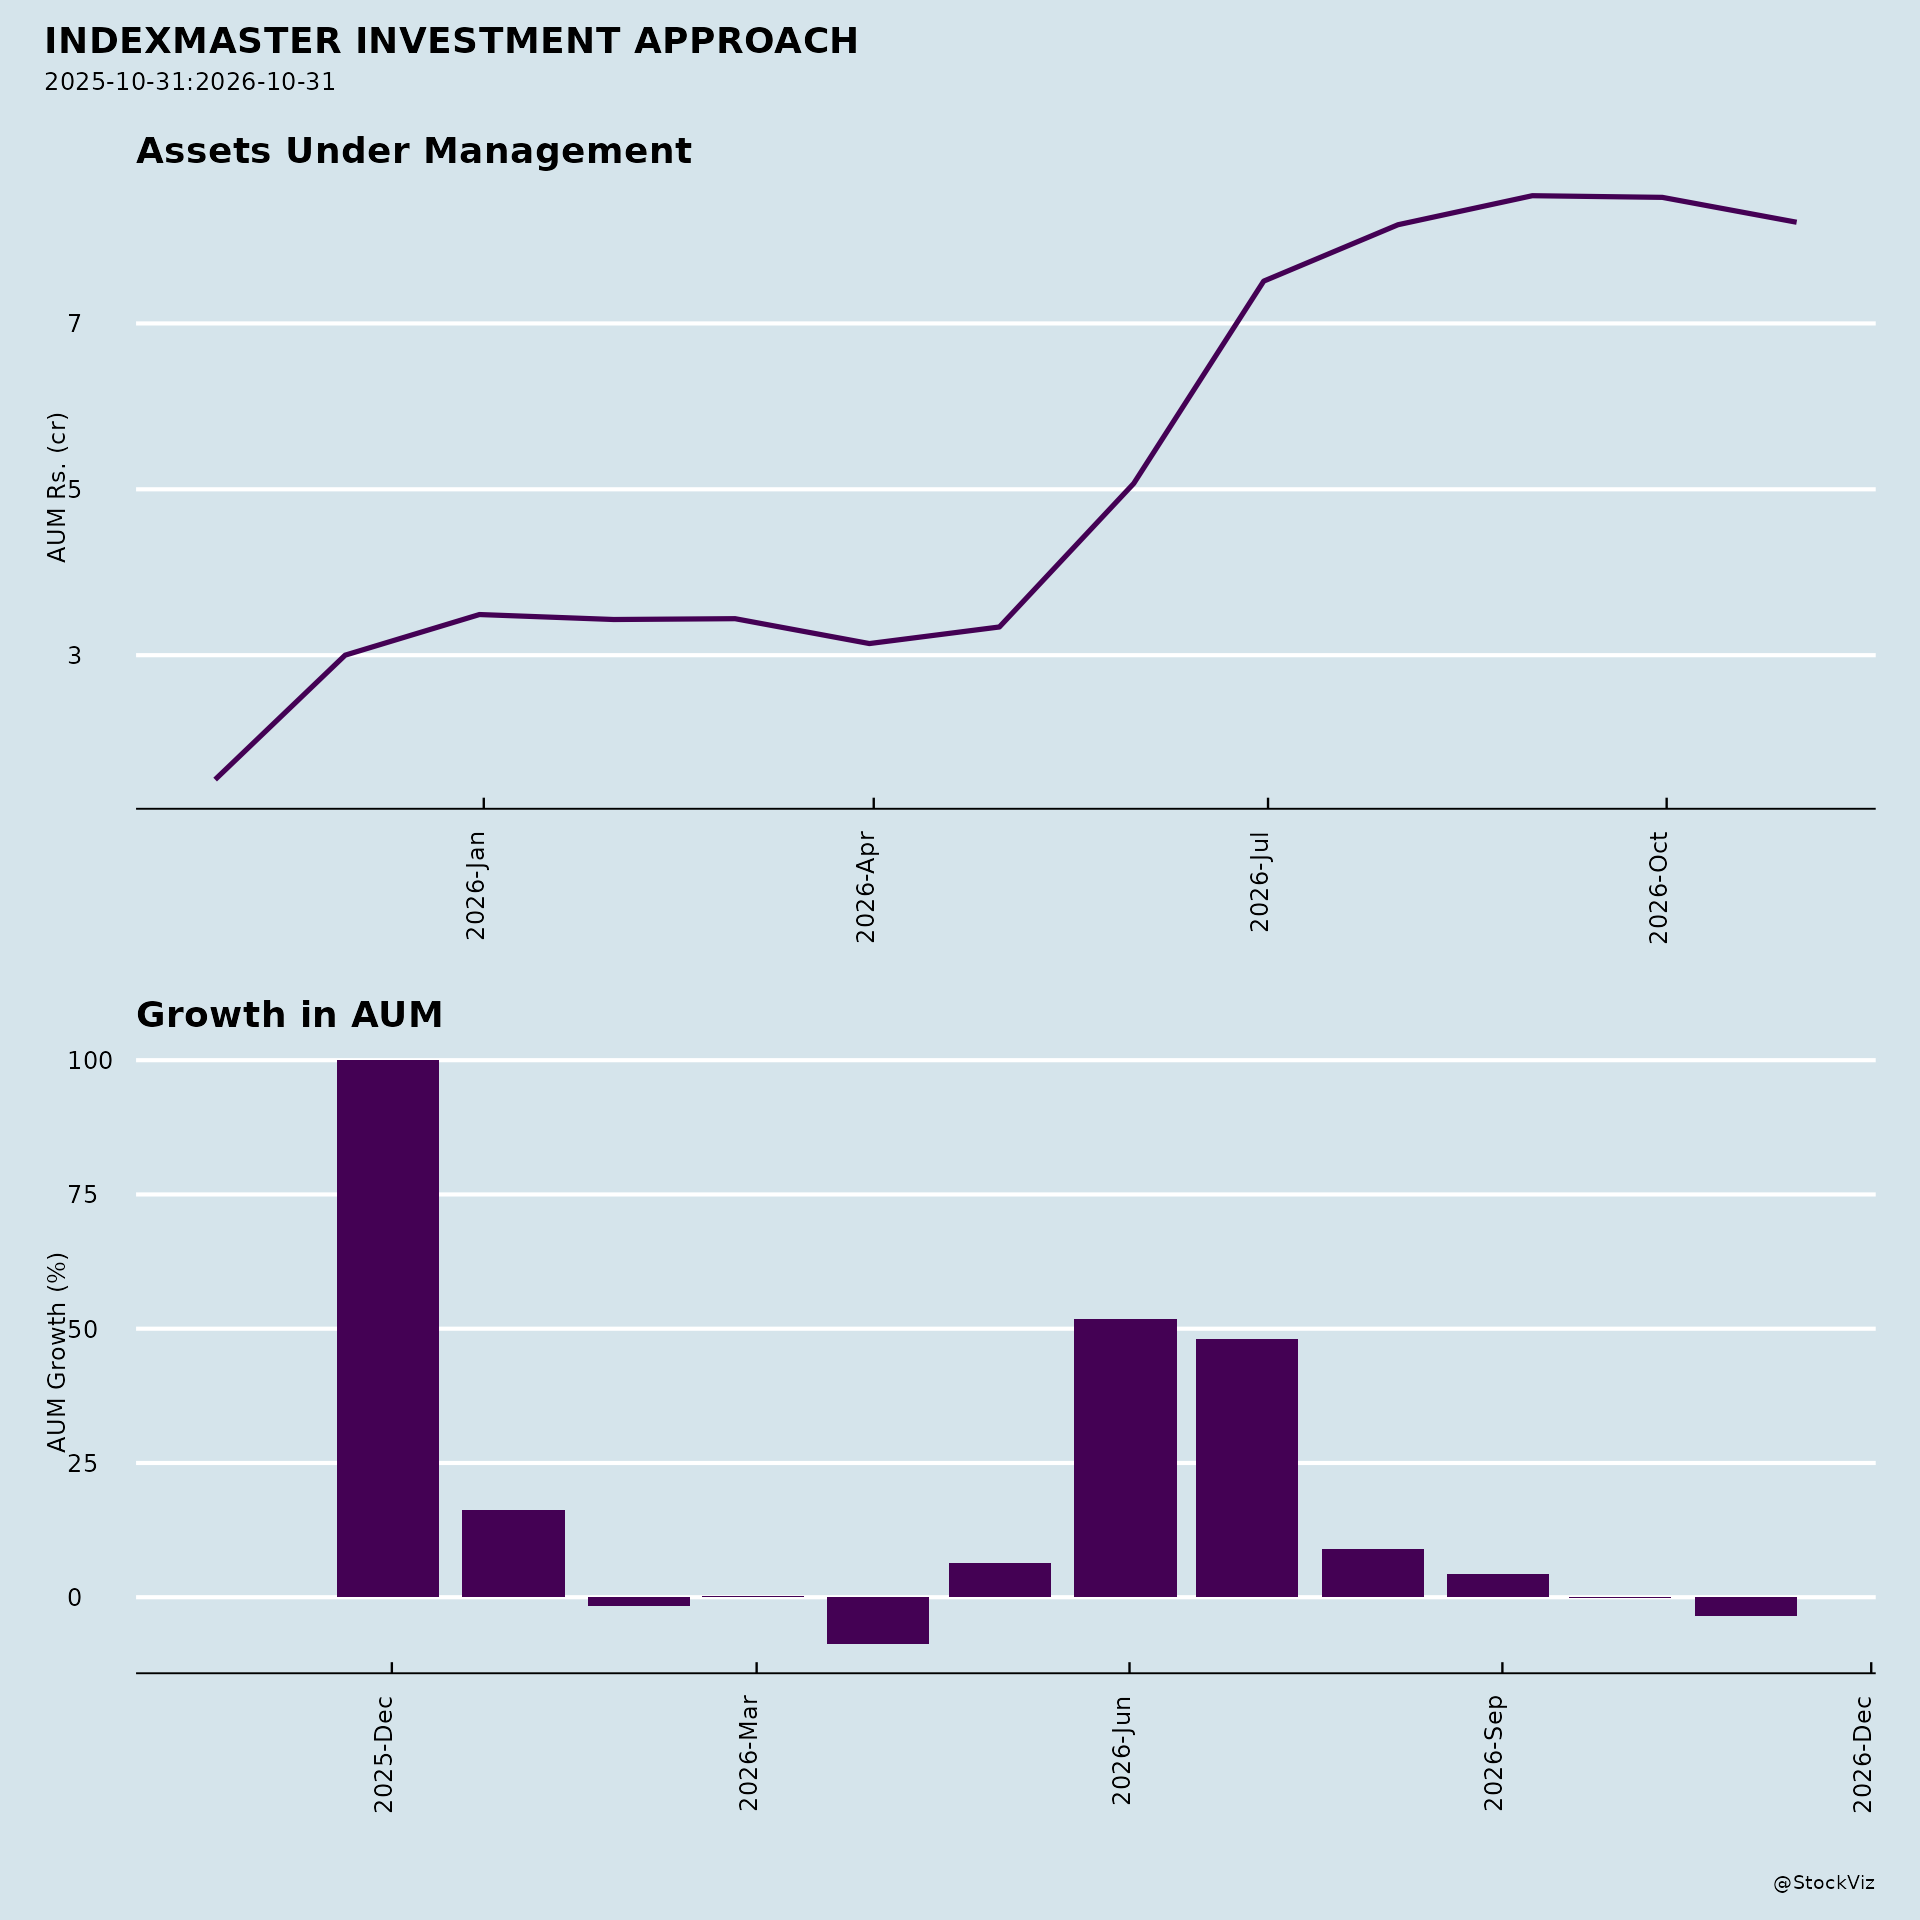 INDEXMASTER INVESTMENT APPROACH
2025-10-31:2026-10-31
Assets Under Management
AUM Rs. (cr)
7
5
3
2026-Jan
2026-Apr
2026-Jul
2026-Oct
Growth in AUM
AUM Growth (%)
100
75
50
25
0
2025-Dec
2026-Mar
2026-Jun
2026-Sep
2026-Dec
@StockViz